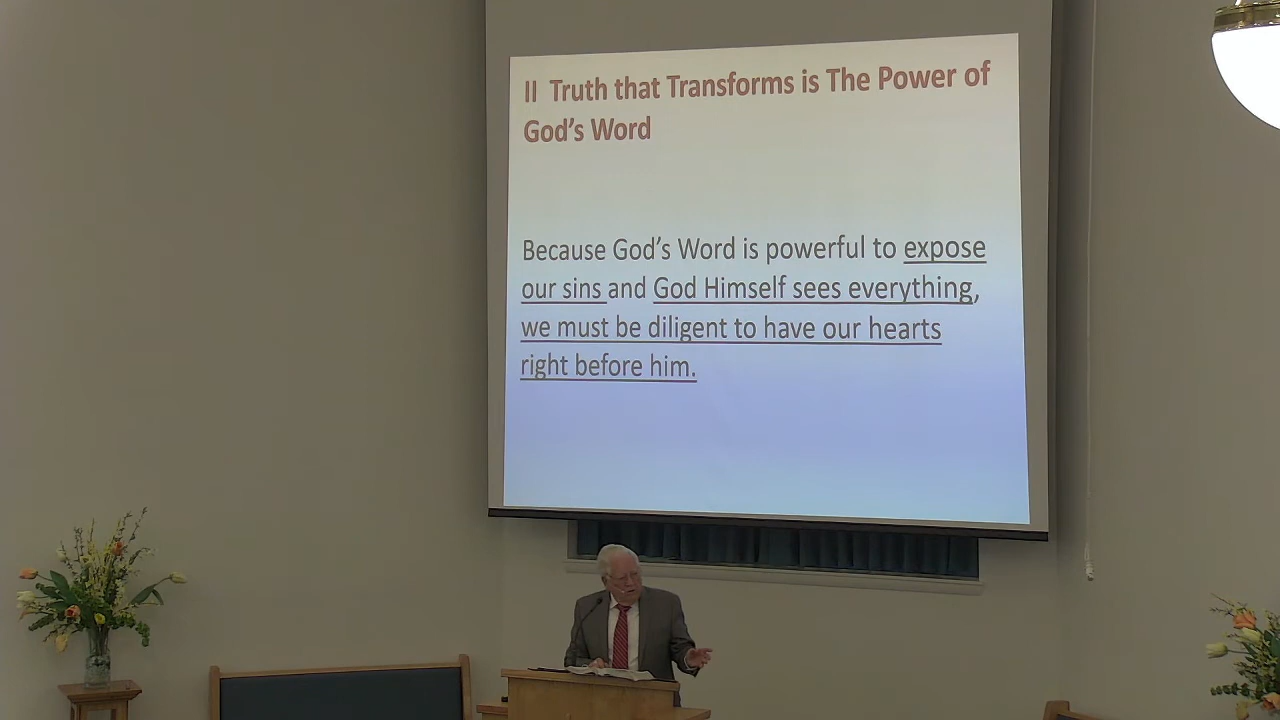 II Truth that Transforms is The Power of
God's Word
Because God's Word is powerful to expose
our sins and God Himself sees everything,
we must be diligent to have our hearts
right before him.